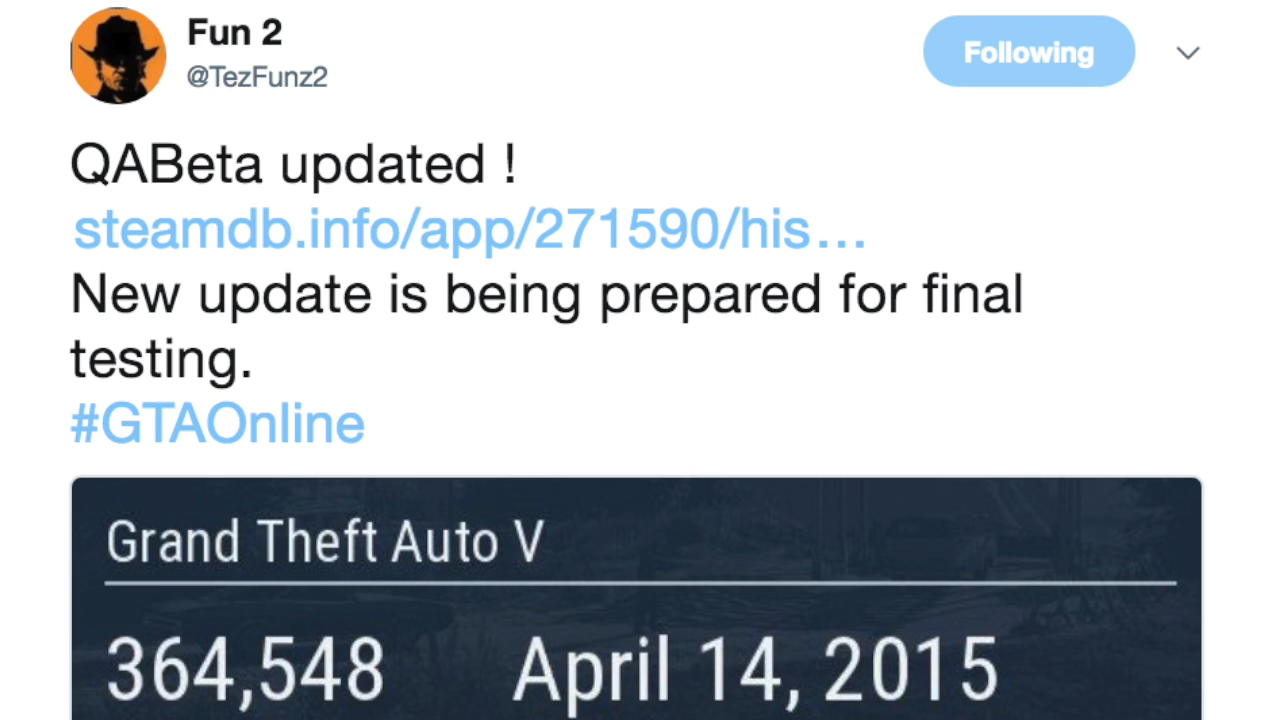 Fun 2
@TezFunz2
Following
QABeta updated !
steamdb.info/app/271590/his...
New update is being prepared for final
testing.
#GTAOnline
Grand Theft Auto V
364,548 April 14, 2015